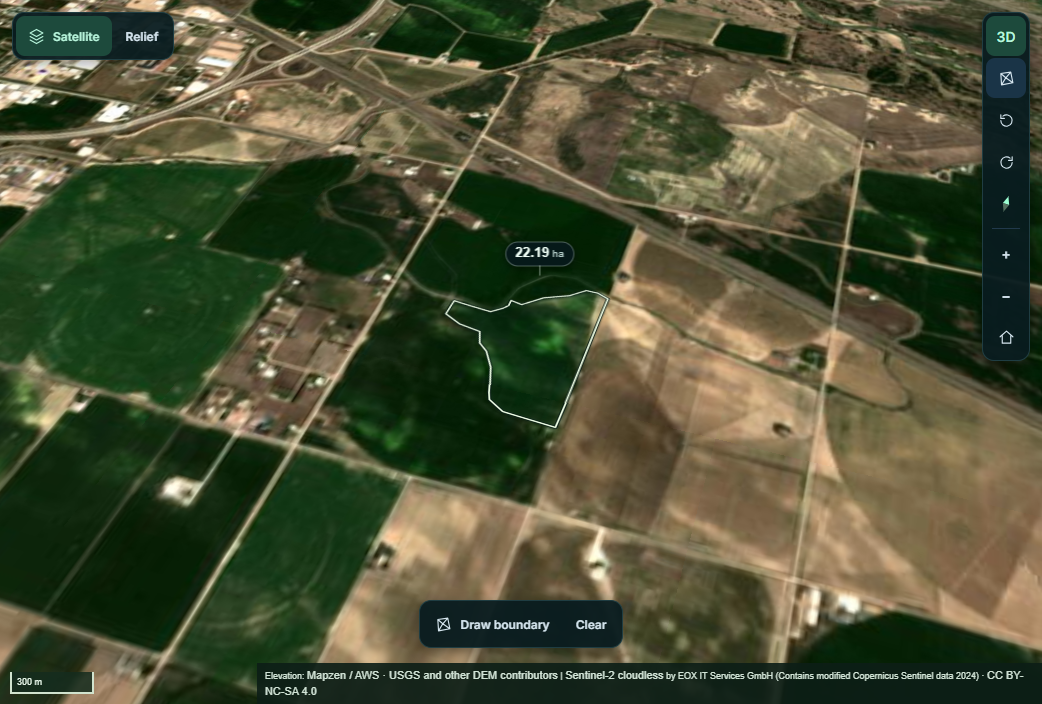 Satellite
Relief
3D
22.19 ha
+
−
Draw boundary
Clear
300 m
Elevation: Mapzen / AWS · USGS and other DEM contributors | Sentinel-2 cloudless by EOX IT Services GmbH (Contains modified Copernicus Sentinel data 2024) · CC BY-
NC-SA 4.0